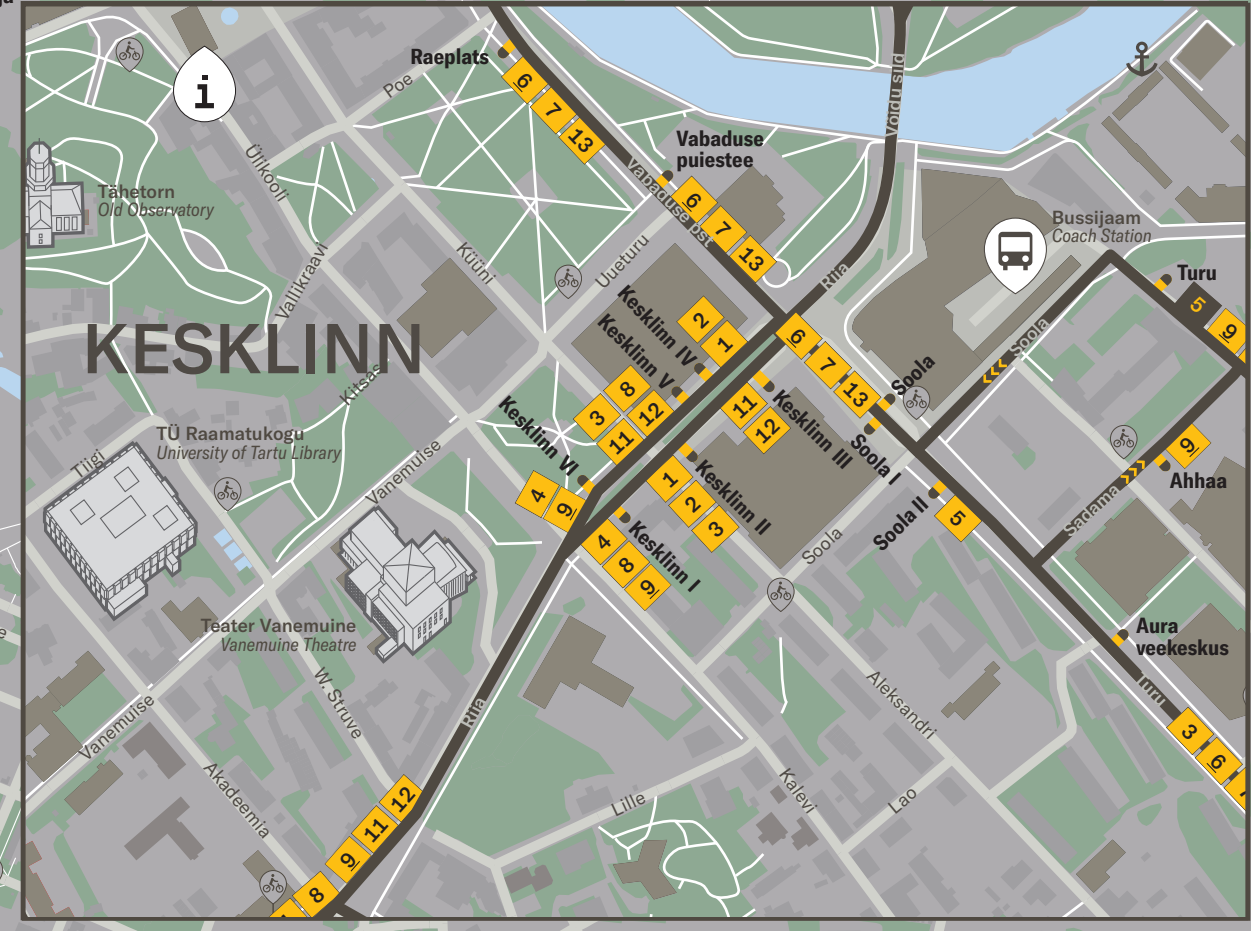 Raeplats
6
7
13
Poe
i
Ülikooli
Tähetorn
Old Observatory
Vallikraavi
Küüni
Uueturu
Vabaduse
puiestee
Vabaduse pst
6
7
13
Võidu sild
Bussijaam
Coach Station
Riia
Turu
5
9
KESKLINN
Kitsas
Kesklinn IV
2
1
Kesklinn V
8
12
3
11
6
7
13
Soola
Soola
Kesklinn III
11
12
Soola I
Kesklinn VI
4
9
Kesklinn II
1
2
3
Soola II
5
9
Ahhaa
Sadama
TÜ Raamatukogu
University of Tartu Library
Tiigi
Vanemuise
Kesklinn I
4
8
9
Soola
Teater Vanemuine
Vanemuine Theatre
Aura
veekeskus
W. Struve
Riia
Vanemuise
Aleksandri
Turu
3
6
Akadeemia
Kalevi
Lille
Lao
12
11
9
8